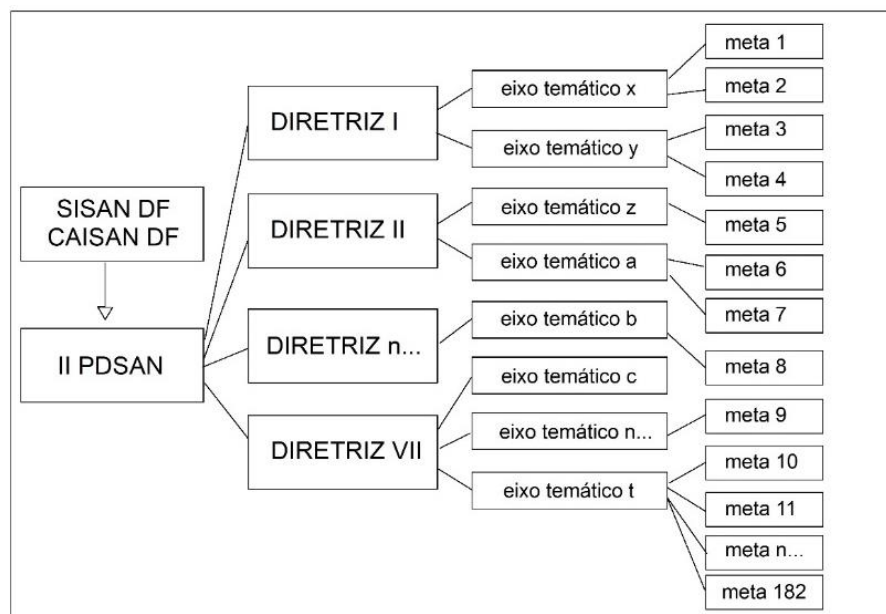 SISAN DF
CAISAN DF
II PDSAN
DIRETRIZ I
DIRETRIZ II
DIRETRIZ n...
DIRETRIZ VII
eixo temático x
eixo temático y
eixo temático z
eixo temático a
eixo temático b
eixo temático c
eixo temático n...
eixo temático t
meta 1
meta 2
meta 3
meta 4
meta 5
meta 6
meta 7
meta 8
meta 9
meta 10
meta 11
meta n...
meta 182